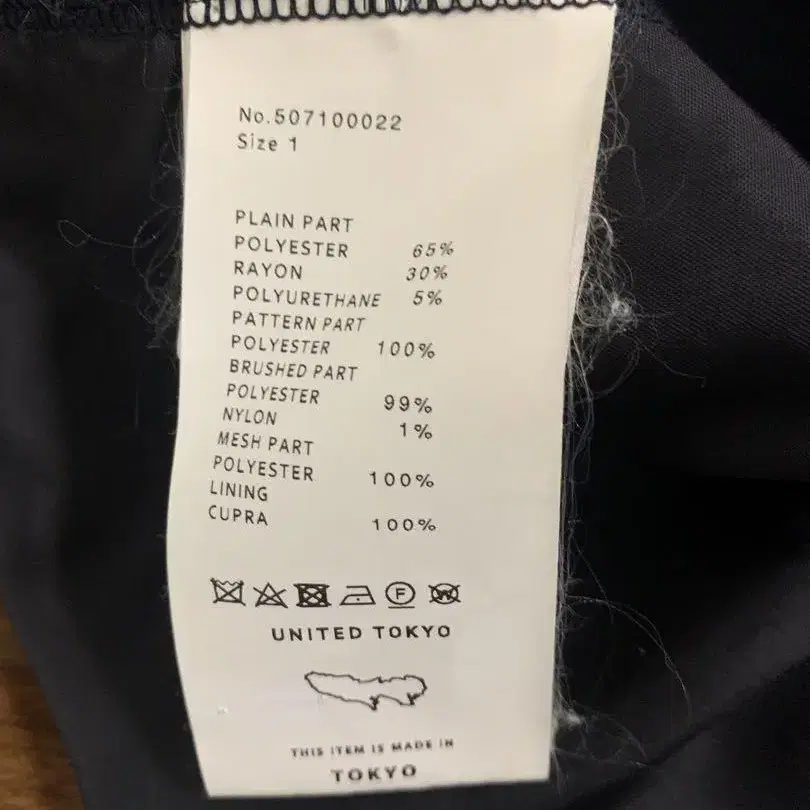 No.507100022
Size 1
PLAIN PART
POLYESTER 65%
RAYON 30%
POLYURETHANE 5%
PATTERN PART
POLYESTER 100%
BRUSHED PART
POLYESTER 99%
NYLON 1%
MESH PART
POLYESTER 100%
LINING
CUPRA 100%
F W
UNITED TOKYO
THIS ITEM IS MADE IN
TOKYO